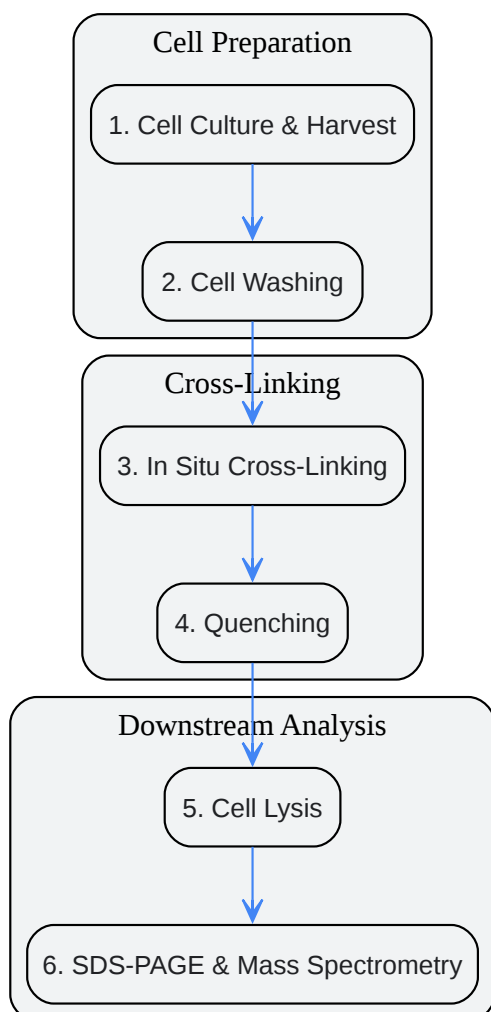 Cell Preparation
1. Cell Culture & Harvest
2. Cell Washing
Cross-Linking
3. In Situ Cross-Linking
4. Quenching
Downstream Analysis
5. Cell Lysis
6. SDS-PAGE & Mass Spectrometry